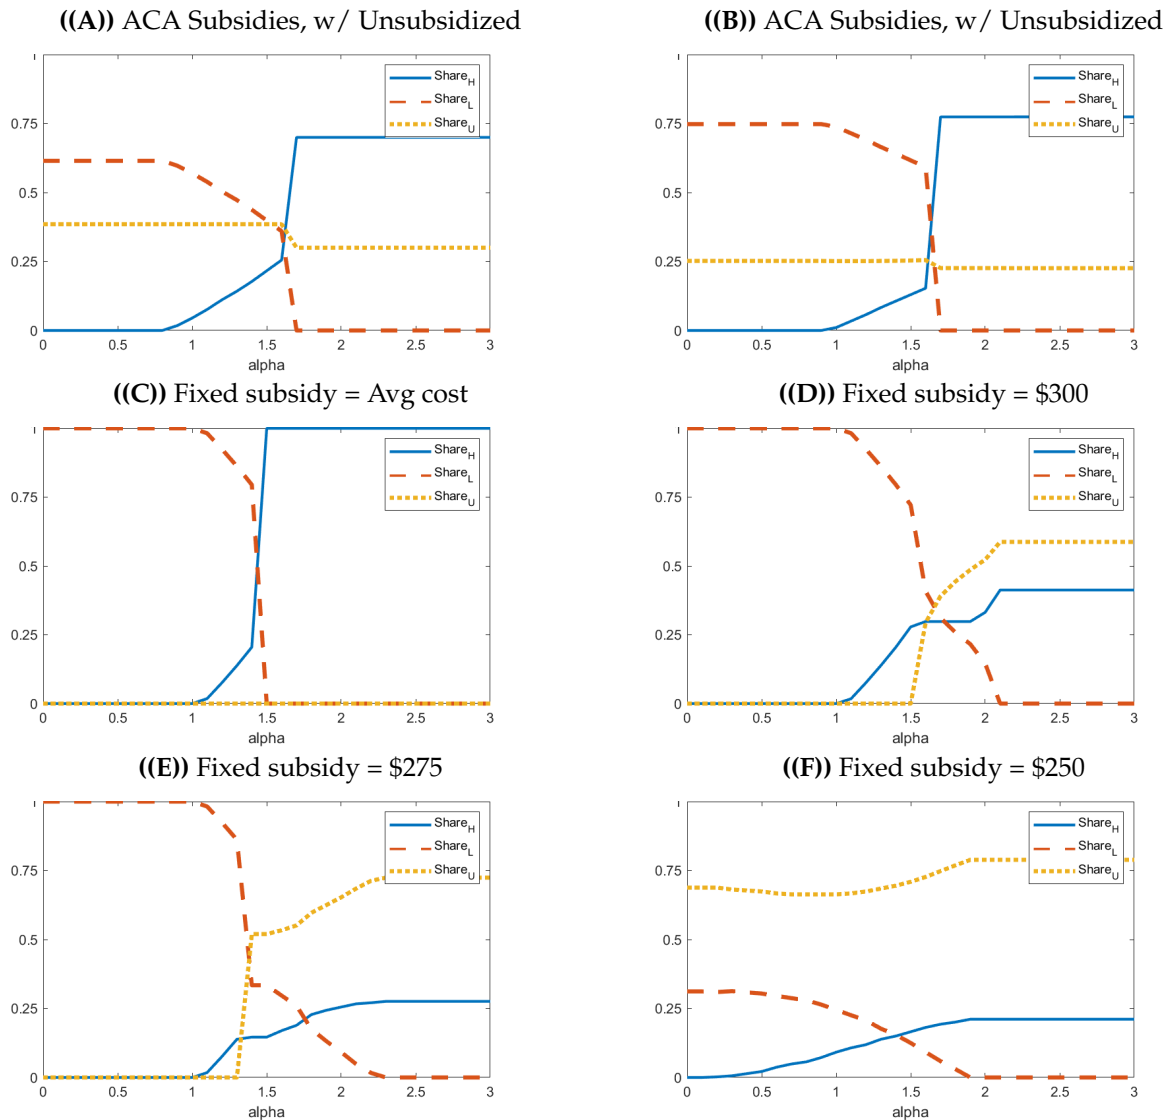 ((A)) ACA Subsidies, w/ Unsubsidized
((B)) ACA Subsidies, w/ Unsubsidized
Share_H
Share_L
Share_U
0.75
0.5
0.25
0
0 0.5 1 1.5 2 2.5 3
alpha
Share_H
Share_L
Share_U
0.75
0.5
0.25
0
0 0.5 1 1.5 2 2.5 3
alpha
((C)) Fixed subsidy = Avg cost
((D)) Fixed subsidy = $300
Share_H
Share_L
Share_U
0.75
0.5
0.25
0
0 0.5 1 1.5 2 2.5 3
alpha
Share_H
Share_L
Share_U
0.75
0.5
0.25
0
0 0.5 1 1.5 2 2.5 3
alpha
((E)) Fixed subsidy = $275
((F)) Fixed subsidy = $250
Share_H
Share_L
Share_U
0.75
0.5
0.25
0
0 0.5 1 1.5 2 2.5 3
alpha
Share_H
Share_L
Share_U
0.75
0.5
0.25
0
0 0.5 1 1.5 2 2.5 3
alpha